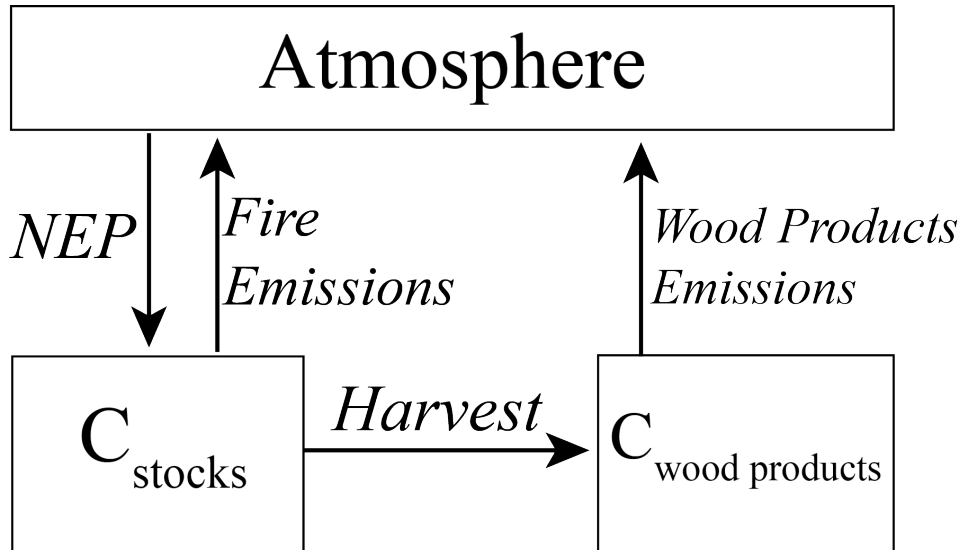 Atmosphere
NEP
Fire
Emissions
Wood Products
Emissions
Harvest
C stocks
C wood products